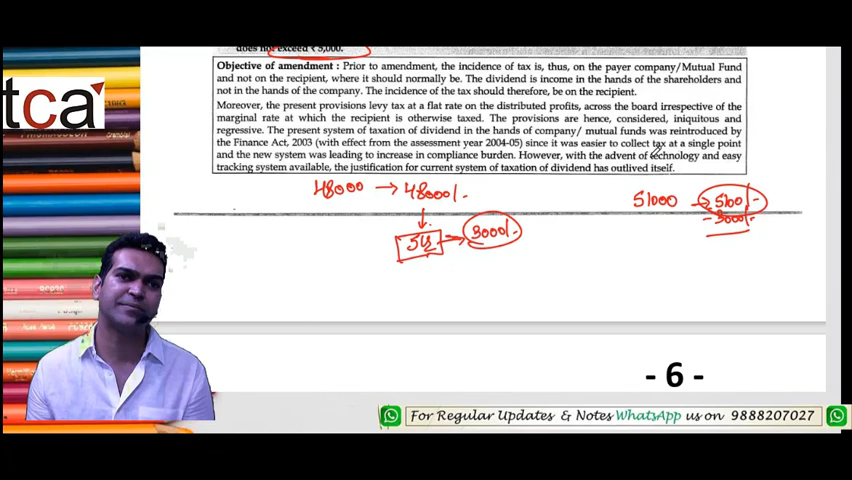 does not exceed ₹ 5,000.
Objective of amendment : Prior to amendment, the incidence of tax is, thus, on the payer company/Mutual Fund
and not on the recipient, where it should normally be. The dividend is income in the hands of the shareholders and
not in the hands of the company. The incidence of the tax should therefore, be on the recipient.
Moreover, the present provisions levy tax at a flat rate on the distributed profits, across the board irrespective of the
marginal rate at which the recipient is otherwise taxed. The provisions are hence, considered, iniquitous and
regressive. The present system of taxation of dividend in the hands of company/ mutual funds was reintroduced by
the Finance Act, 2003 (with effect from the assessment year 2004-05) since it was easier to collect tax at a single point
and the new system was leading to increase in compliance burden. However, with the advent of technology and easy
tracking system available, the justification for current system of taxation of dividend has outlived itself.
tca
48000 → 48000/-
51000 → 5100/-
- 3000/-
3000/-
- 6 -
For Regular Updates & Notes WhatsApp us on 9888207027